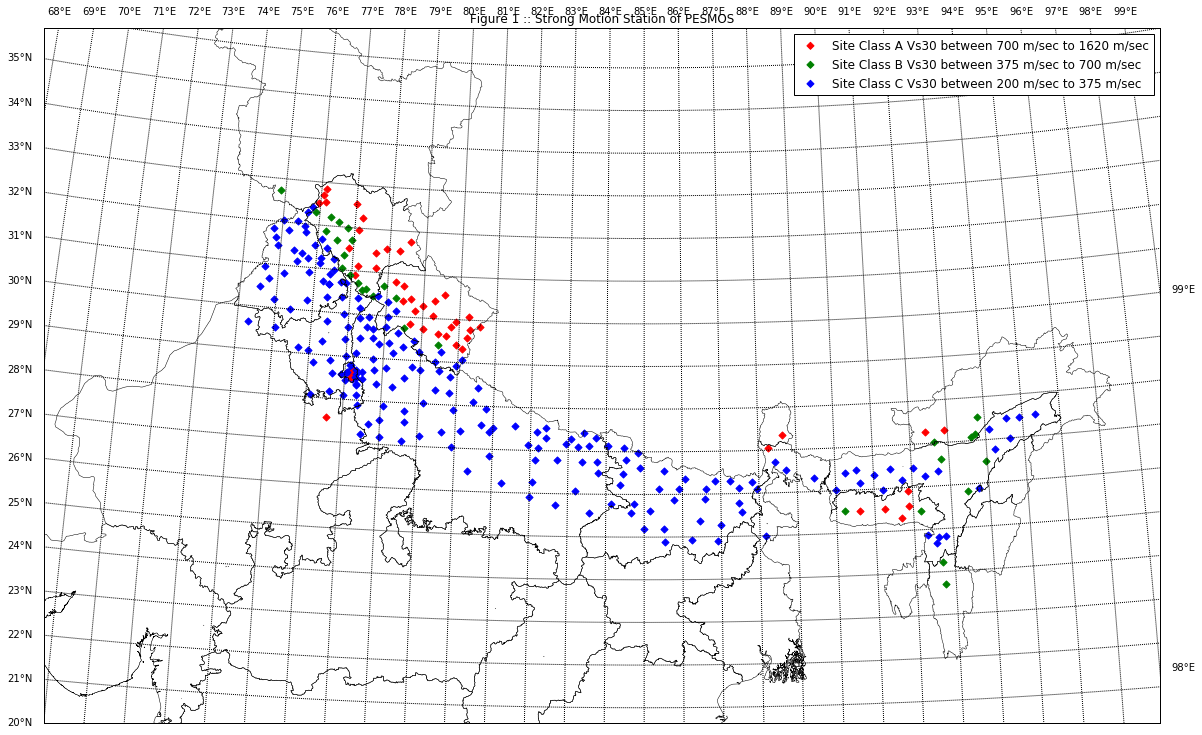 68°E 69°E 70°E 71°E 72°E 73°E 74°E 75°E 76°E 77°E 78°E 79°E 80°E 81°E 82°E 83°E 84°E 85°E 86°E 87°E 88°E 89°E 90°E 91°E 92°E 93°E 94°E 95°E 96°E 97°E 98°E 99°E
Figure 1 :: Strong Motion Station of PESMOS
Site Class A Vs30 between 700 m/sec to 1620 m/sec
Site Class B Vs30 between 375 m/sec to 700 m/sec
Site Class C Vs30 between 200 m/sec to 375 m/sec
35°N
34°N
33°N
32°N
31°N
30°N
99°E
29°N
28°N
27°N
26°N
25°N
24°N
23°N
22°N
98°E
21°N
20°N